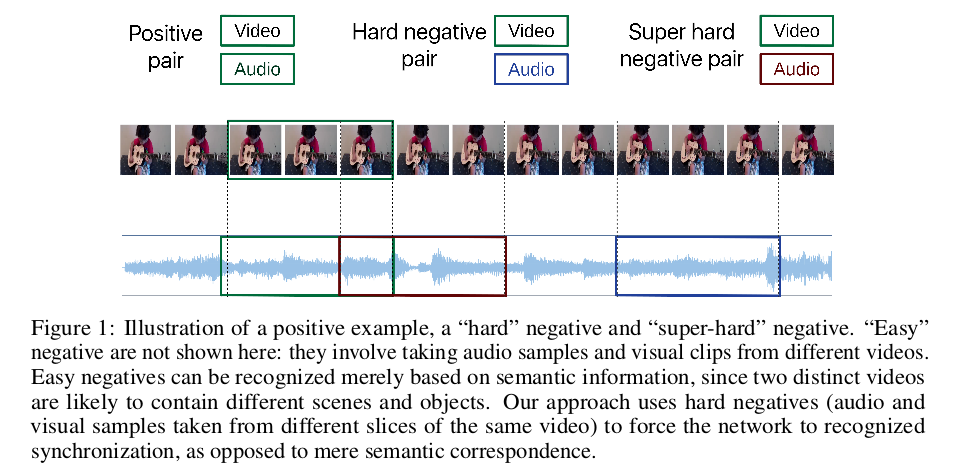 Positive pair
Video
Audio
Hard negative pair
Video
Audio
Super hard negative pair
Video
Audio
Figure 1: Illustration of a positive example, a “hard” negative and “super-hard” negative. “Easy”
negative are not shown here: they involve taking audio samples and visual clips from different videos.
Easy negatives can be recognized merely based on semantic information, since two distinct videos
are likely to contain different scenes and objects. Our approach uses hard negatives (audio and
visual samples taken from different slices of the same video) to force the network to recognized
synchronization, as opposed to mere semantic correspondence.